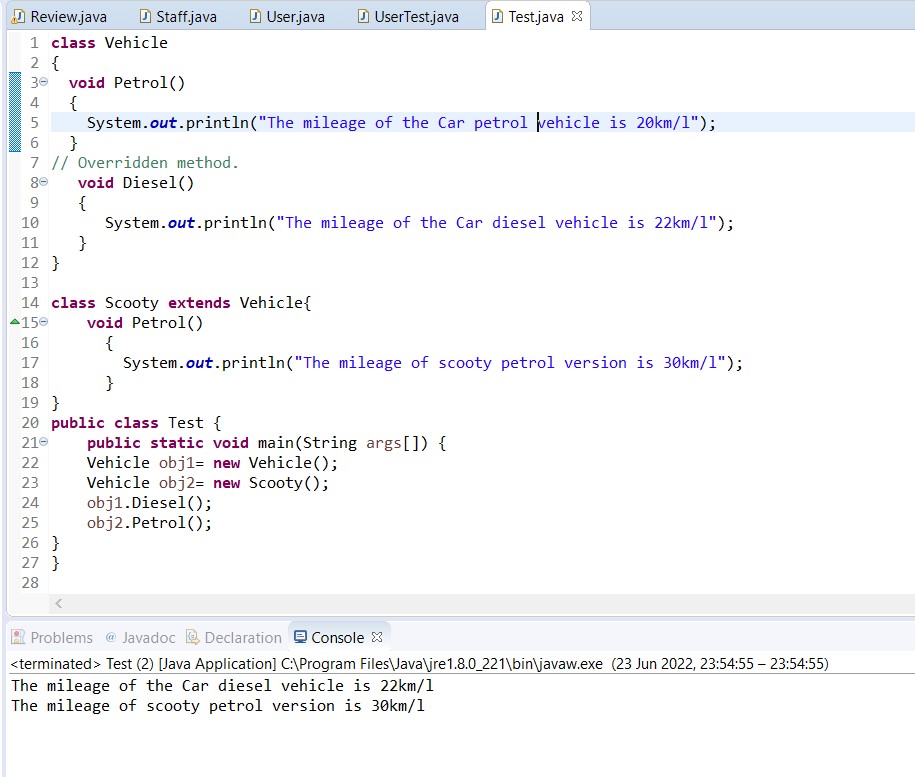 Review.java Staff.java User.java UserTest.java Test.java
1 class Vehicle
2 {
3 void Petrol()
4 {
5 System.out.println("The mileage of the Car petrol vehicle is 20km/l");
6 }
7 // Overridden method.
8 void Diesel()
9 {
10 System.out.println("The mileage of the Car diesel vehicle is 22km/l");
11 }
12 }
13
14 class Scooty extends Vehicle{
15 void Petrol()
16 {
17 System.out.println("The mileage of scooty petrol version is 30km/l");
18 }
19 }
20 public class Test {
21 public static void main(String args[]) {
22 Vehicle obj1= new Vehicle();
23 Vehicle obj2= new Scooty();
24 obj1.Diesel();
25 obj2.Petrol();
26 }
27 }
28
Problems @ Javadoc Declaration Console
<terminated> Test (2) [Java Application] C:\Program Files\Java\jre1.8.0_221\bin\javaw.exe (23 Jun 2022, 23:54:55 – 23:54:55)
The mileage of the Car diesel vehicle is 22km/l
The mileage of scooty petrol version is 30km/l